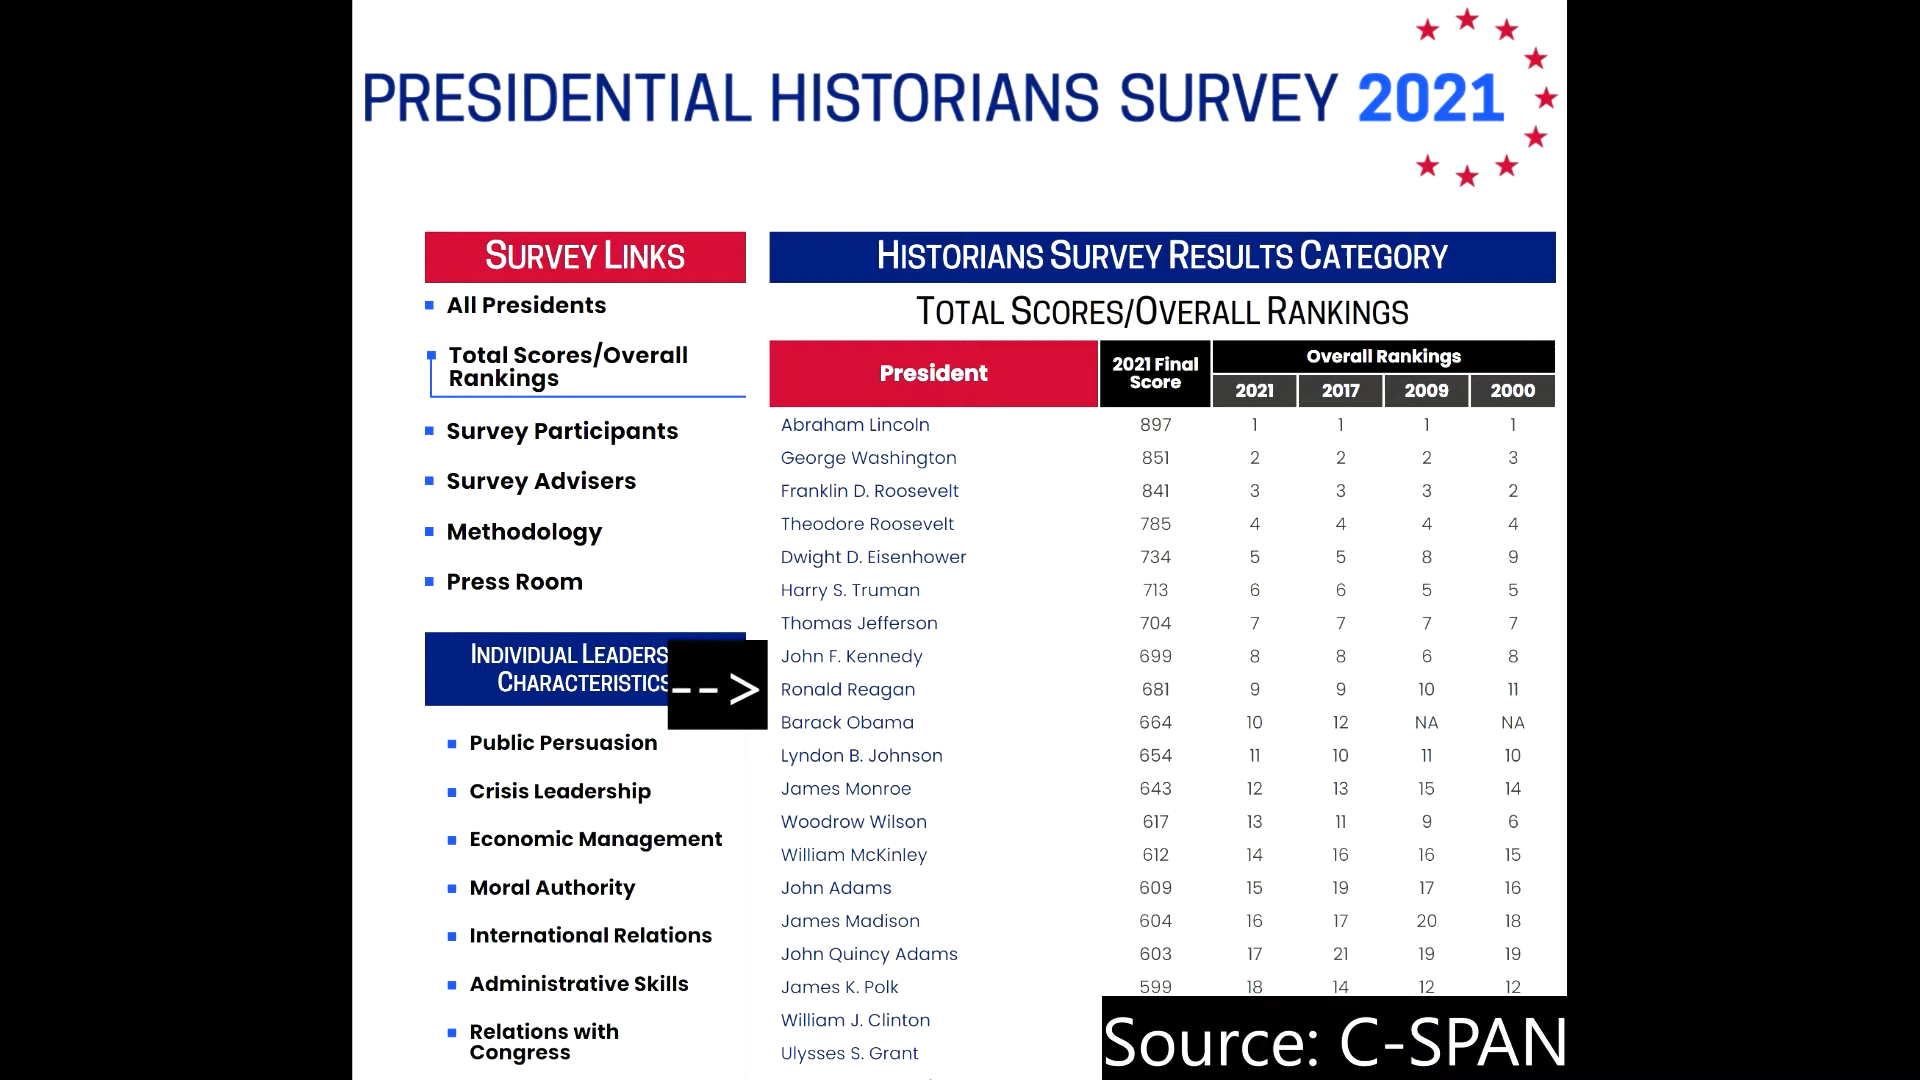 PRESIDENTIAL HISTORIANS SURVEY 2021
SURVEY LINKS
All Presidents
Total Scores/Overall
Rankings
Survey Participants
Survey Advisers
Methodology
Press Room
INDIVIDUAL LEADERS
CHARACTERISTICS
-->
Public Persuasion
Crisis Leadership
Economic Management
Moral Authority
International Relations
Administrative Skills
Relations with
Congress
HISTORIANS SURVEY RESULTS CATEGORY
TOTAL SCORES/OVERALL RANKINGS
President 2021 Final Score Overall Rankings
2021 2017 2009 2000
Abraham Lincoln 897 1 1 1 1
George Washington 851 2 2 2 3
Franklin D. Roosevelt 841 3 3 3 2
Theodore Roosevelt 785 4 4 4 4
Dwight D. Eisenhower 734 5 5 8 9
Harry S. Truman 713 6 6 5 5
Thomas Jefferson 704 7 7 7 7
John F. Kennedy 699 8 8 6 8
Ronald Reagan 681 9 9 10 11
Barack Obama 664 10 12 NA NA
Lyndon B. Johnson 654 11 10 11 10
James Monroe 643 12 13 15 14
Woodrow Wilson 617 13 11 9 6
William McKinley 612 14 16 16 15
John Adams 609 15 19 17 16
James Madison 604 16 17 20 18
John Quincy Adams 603 17 21 19 19
James K. Polk 599 18 14 12 12
William J. Clinton
Ulysses S. Grant
Source: C-SPAN